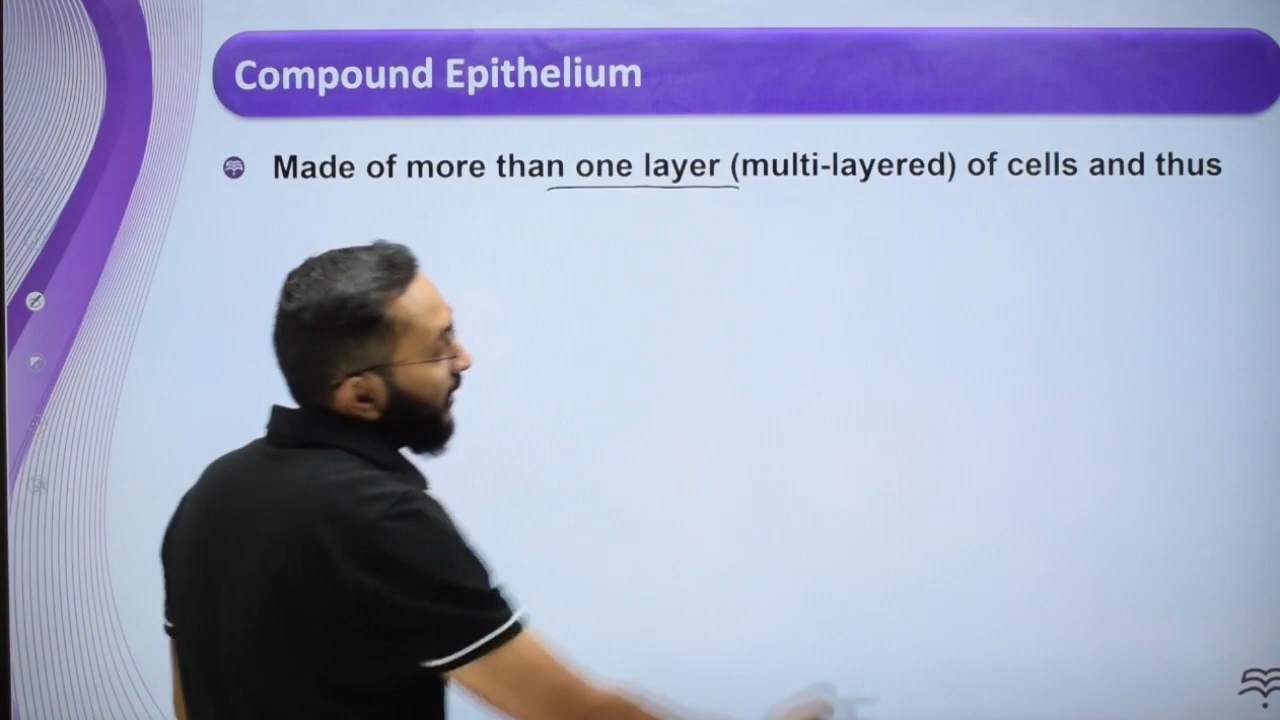 Compound Epithelium
Made of more than one layer (multi-layered) of cells and thus